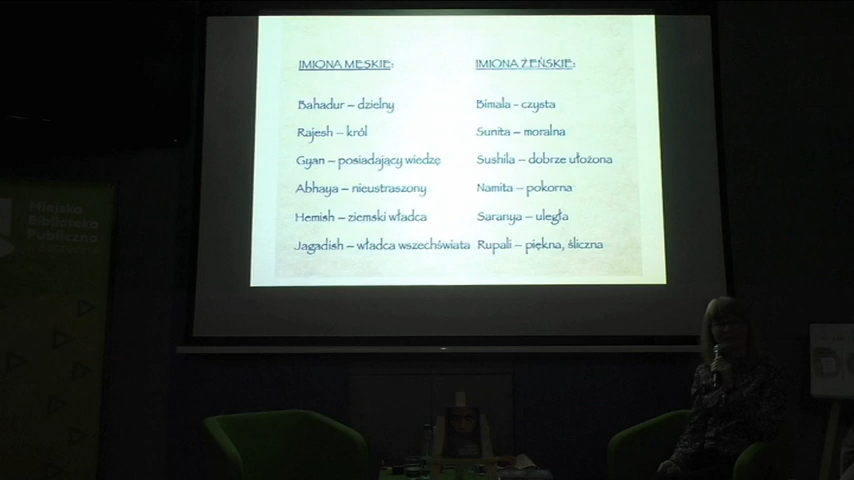 IMIONA MĘSKIE:
Bahadur – dzielny
Rajesh – król
Gyan – posiadający wiedzę
Abhaya – nieustraszony
Hemish – ziemski władca
Jagadish – władca wszechświata
IMIONA ŻEŃSKIE:
Bimala - czysta
Sunita – moralna
Sushila – dobrze ułożona
Namita – pokorna
Saranya – uległa
Rupali – piękna, śliczna
Miejska
Biblioteka
Publiczna